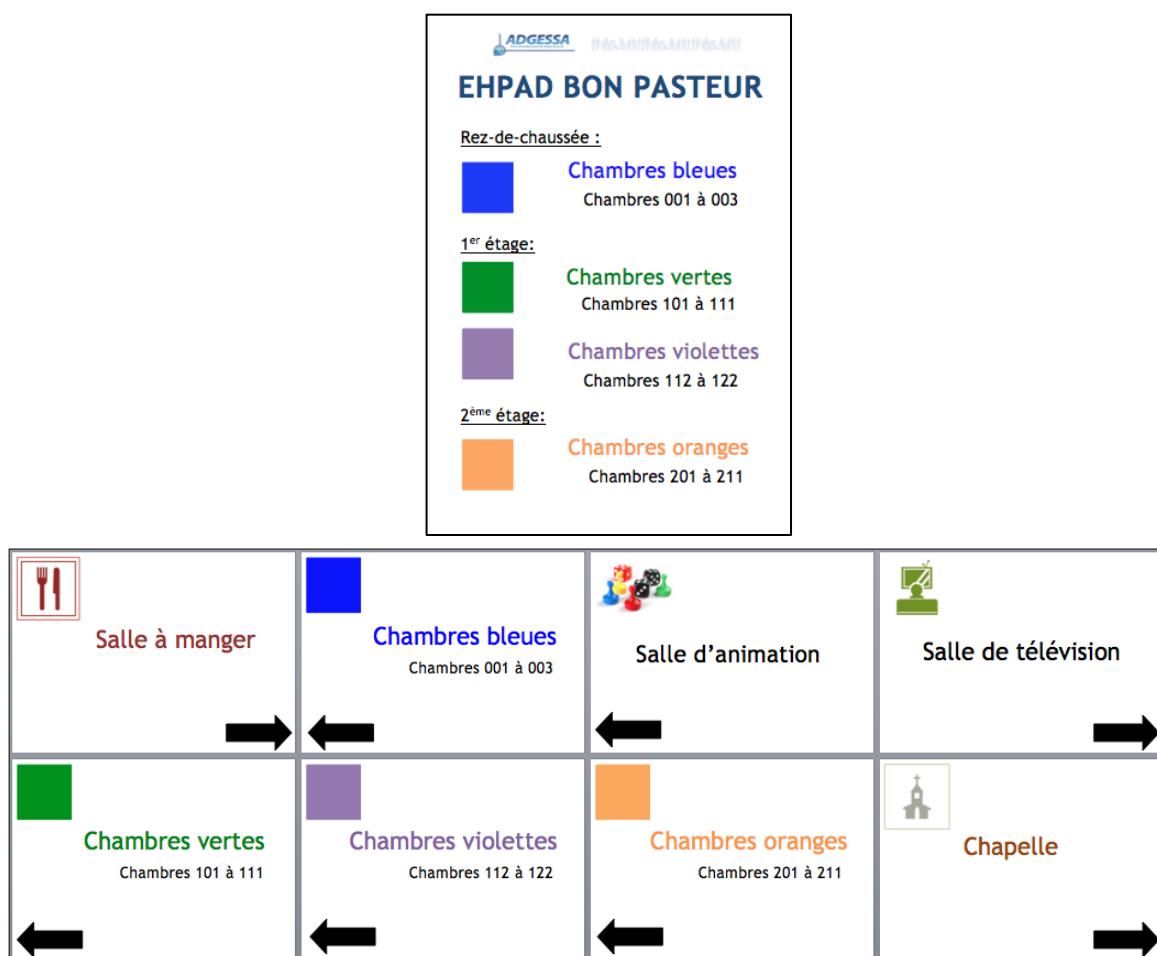 ADGESSA
EHPAD BON PASTEUR
Rez-de-chaussée :
Chambres bleues
Chambres 001 à 003
1er étage:
Chambres vertes
Chambres 101 à 111
Chambres violettes
Chambres 112 à 122
2ème étage:
Chambres oranges
Chambres 201 à 211
Salle à manger
Chambres bleues
Chambres 001 à 003
Salle d’animation
Salle de télévision
Chambres vertes
Chambres 101 à 111
Chambres violettes
Chambres 112 à 122
Chambres oranges
Chambres 201 à 211
Chapelle